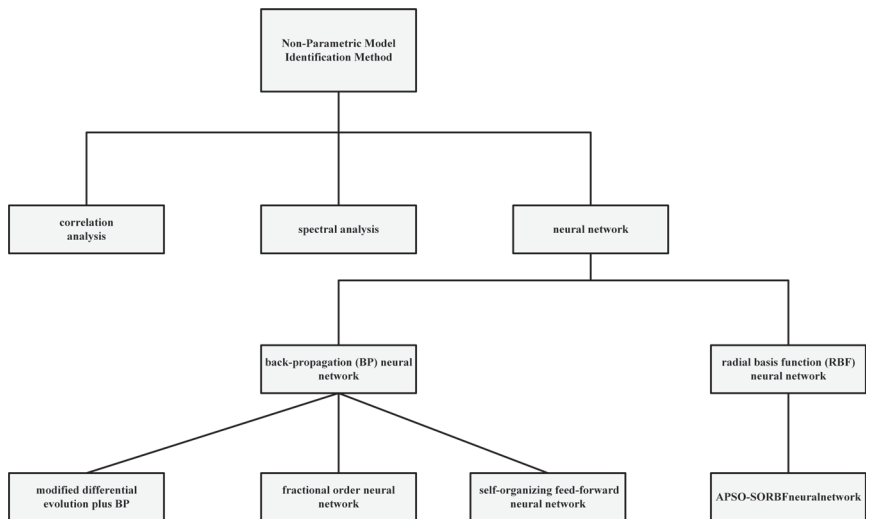 Non-Parametric Model
Identification Method
correlation
analysis
spectral analysis
neural network
back-propagation (BP) neural
network
radial basis function (RBF)
neural network
modified differential
evolution plus BP
fractional order neural
network
self-organizing feed-forward
neural network
APSO-SORBFneuralnetwork